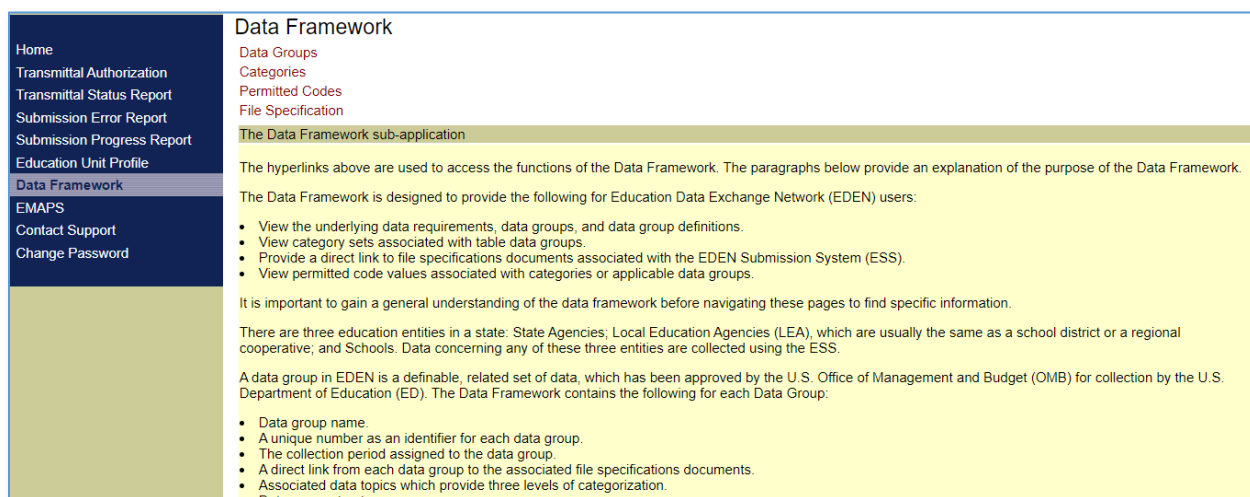 Home
Transmittal Authorization
Transmittal Status Report
Submission Error Report
Submission Progress Report
Education Unit Profile
Data Framework
EMAPS
Contact Support
Change Password
Data Framework
Data Groups
Categories
Permitted Codes
File Specification
The Data Framework sub-application
The hyperlinks above are used to access the functions of the Data Framework. The paragraphs below provide an explanation of the purpose of the Data Framework.
The Data Framework is designed to provide the following for Education Data Exchange Network (EDEN) users:
• View the underlying data requirements, data groups, and data group definitions.
• View category sets associated with table data groups.
• Provide a direct link to file specifications documents associated with the EDEN Submission System (ESS).
• View permitted code values associated with categories or applicable data groups.
It is important to gain a general understanding of the data framework before navigating these pages to find specific information.
There are three education entities in a state: State Agencies; Local Education Agencies (LEA), which are usually the same as a school district or a regional
cooperative; and Schools. Data concerning any of these three entities are collected using the ESS.
A data group in EDEN is a definable, related set of data, which has been approved by the U.S. Office of Management and Budget (OMB) for collection by the U.S.
Department of Education (ED). The Data Framework contains the following for each Data Group:
• Data group name.
• A unique number as an identifier for each data group.
• The collection period assigned to the data group.
• A direct link from each data group to the associated file specifications documents.
• Associated data topics which provide three levels of categorization.